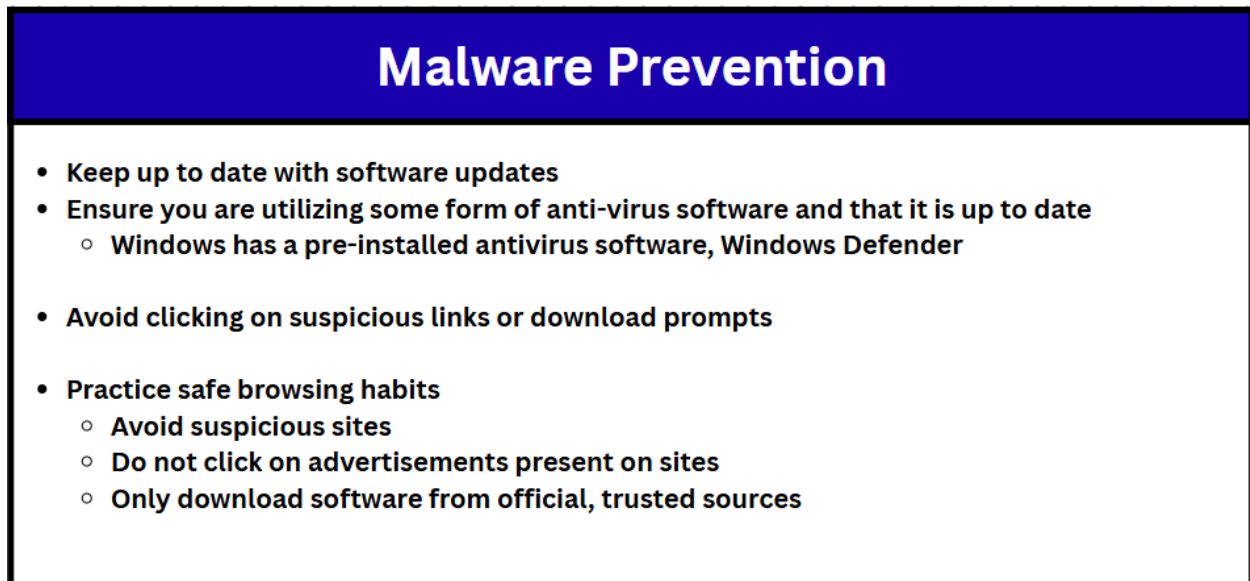 Malware Prevention
• Keep up to date with software updates
• Ensure you are utilizing some form of anti-virus software and that it is up to date
○ Windows has a pre-installed antivirus software, Windows Defender
• Avoid clicking on suspicious links or download prompts
• Practice safe browsing habits
○ Avoid suspicious sites
○ Do not click on advertisements present on sites
○ Only download software from official, trusted sources